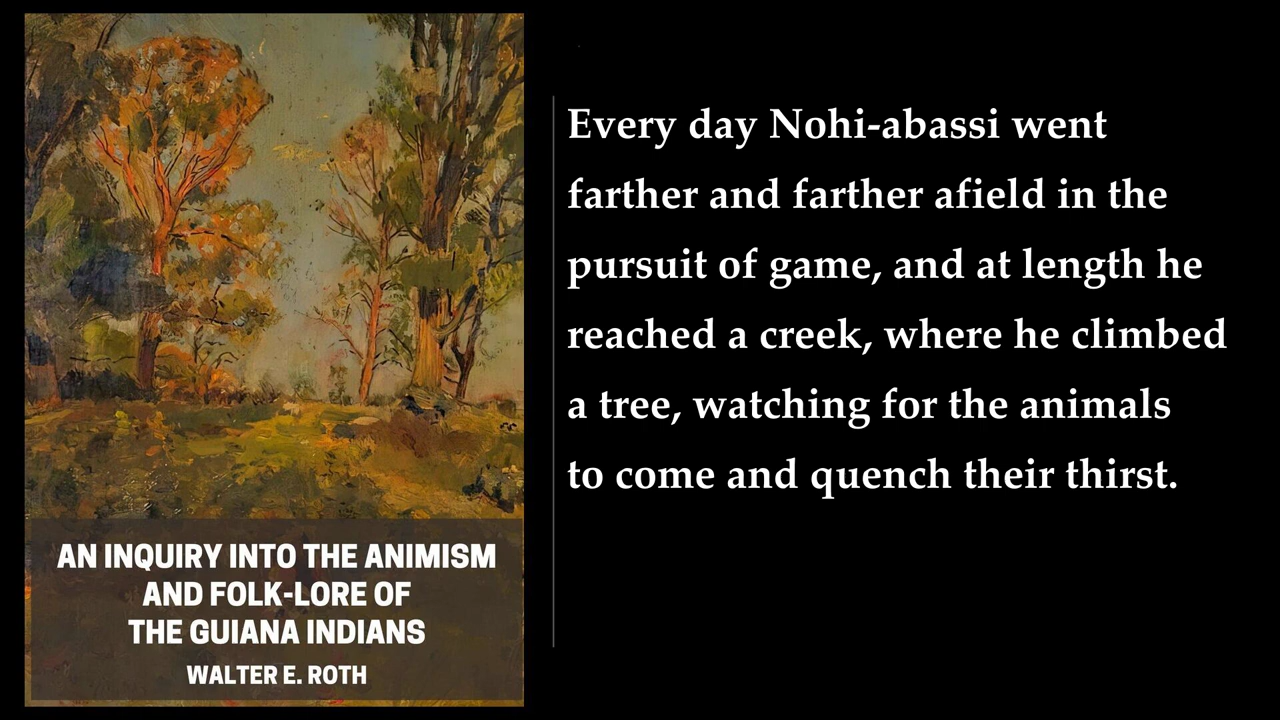 Every day Nohi-abassi went
farther and farther afield in the
pursuit of game, and at length he
reached a creek, where he climbed
a tree, watching for the animals
to come and quench their thirst.
AN INQUIRY INTO THE ANIMISM
AND FOLK-LORE OF
THE GUIANA INDIANS
WALTER E. ROTH